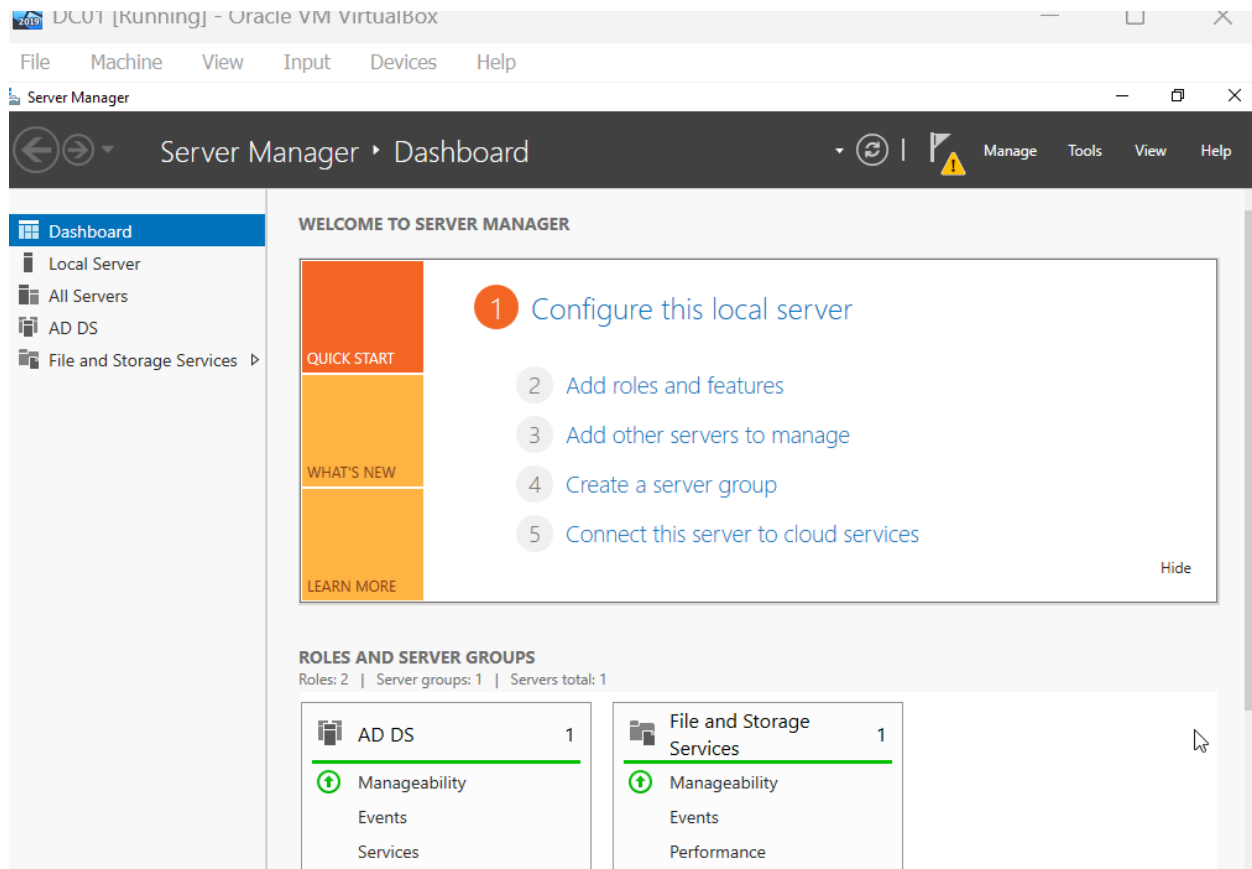 2019 DC01 [Running] - Oracle VM VirtualBox
File Machine View Input Devices Help
Server Manager
Server Manager ‣ Dashboard
Manage Tools View Help
Dashboard
Local Server
All Servers
AD DS
File and Storage Services
WELCOME TO SERVER MANAGER
QUICK START
WHAT'S NEW
LEARN MORE
1 Configure this local server
2 Add roles and features
3 Add other servers to manage
4 Create a server group
5 Connect this server to cloud services
Hide
ROLES AND SERVER GROUPS
Roles: 2 | Server groups: 1 | Servers total: 1
AD DS 1
Manageability
Events
Services
File and Storage
Services 1
Manageability
Events
Performance